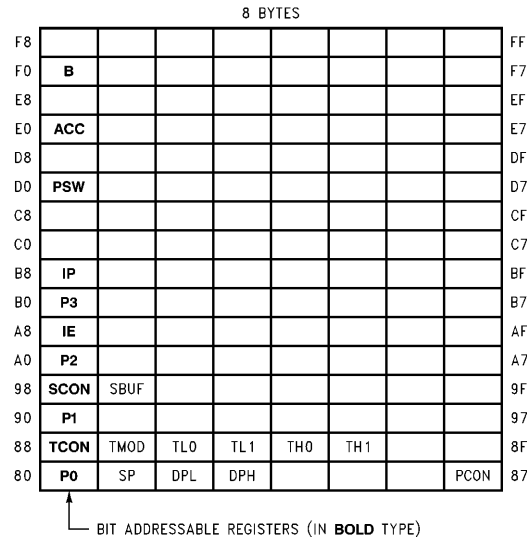 8 BYTES
F8 FF
F0 B F7
E8 EF
E0 ACC E7
D8 DF
D0 PSW D7
C8 CF
C0 C7
B8 IP BF
B0 P3 B7
A8 IE AF
A0 P2 A7
98 SCON SBUF 9F
90 P1 97
88 TCON TMOD TL0 TL1 TH0 TH1 8F
80 P0 SP DPL DPH PCON 87
BIT ADDRESSABLE REGISTERS (IN BOLD TYPE)